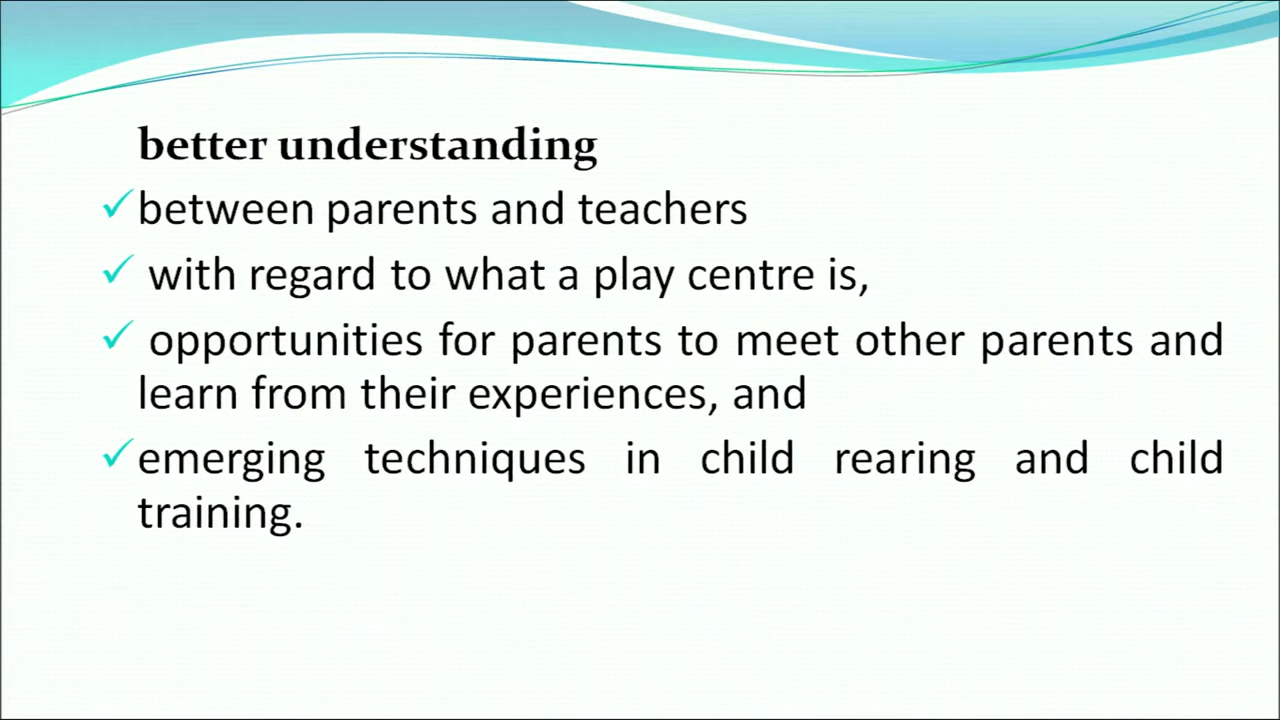 better understanding
between parents and teachers
with regard to what a play centre is,
opportunities for parents to meet other parents and
learn from their experiences, and
emerging techniques in child rearing and child
training.